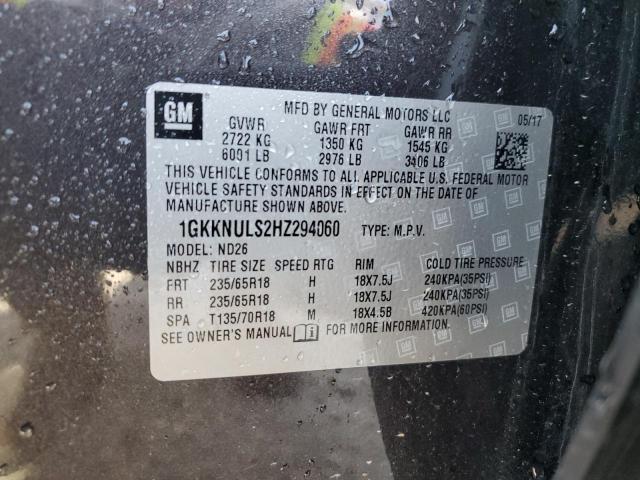 GM
MFD BY GENERAL MOTORS LLC
05/17
GVWR GAWR FRT GAWR RR
2722 KG 1350 KG 1545 KG
6001 LB 2976 LB 3406 LB
THIS VEHICLE CONFORMS TO ALL APPLICABLE U.S. FEDERAL MOTOR
VEHICLE SAFETY STANDARDS IN EFFECT ON THE DATE OF
MANUFACTURE SHOWN ABOVE.
1GKKNULS2HZ294060 TYPE: M.P.V.
MODEL: ND26
NBHZ TIRE SIZE SPEED RTG RIM COLD TIRE PRESSURE
FRT 235/65R18 H 18X7.5J 240KPA(35PSI)
RR 235/65R18 H 18X7.5J 240KPA(35PSI)
SPA T135/70R18 M 18X4.5B 420KPA(60PSI)
SEE OWNER'S MANUAL FOR MORE INFORMATION.